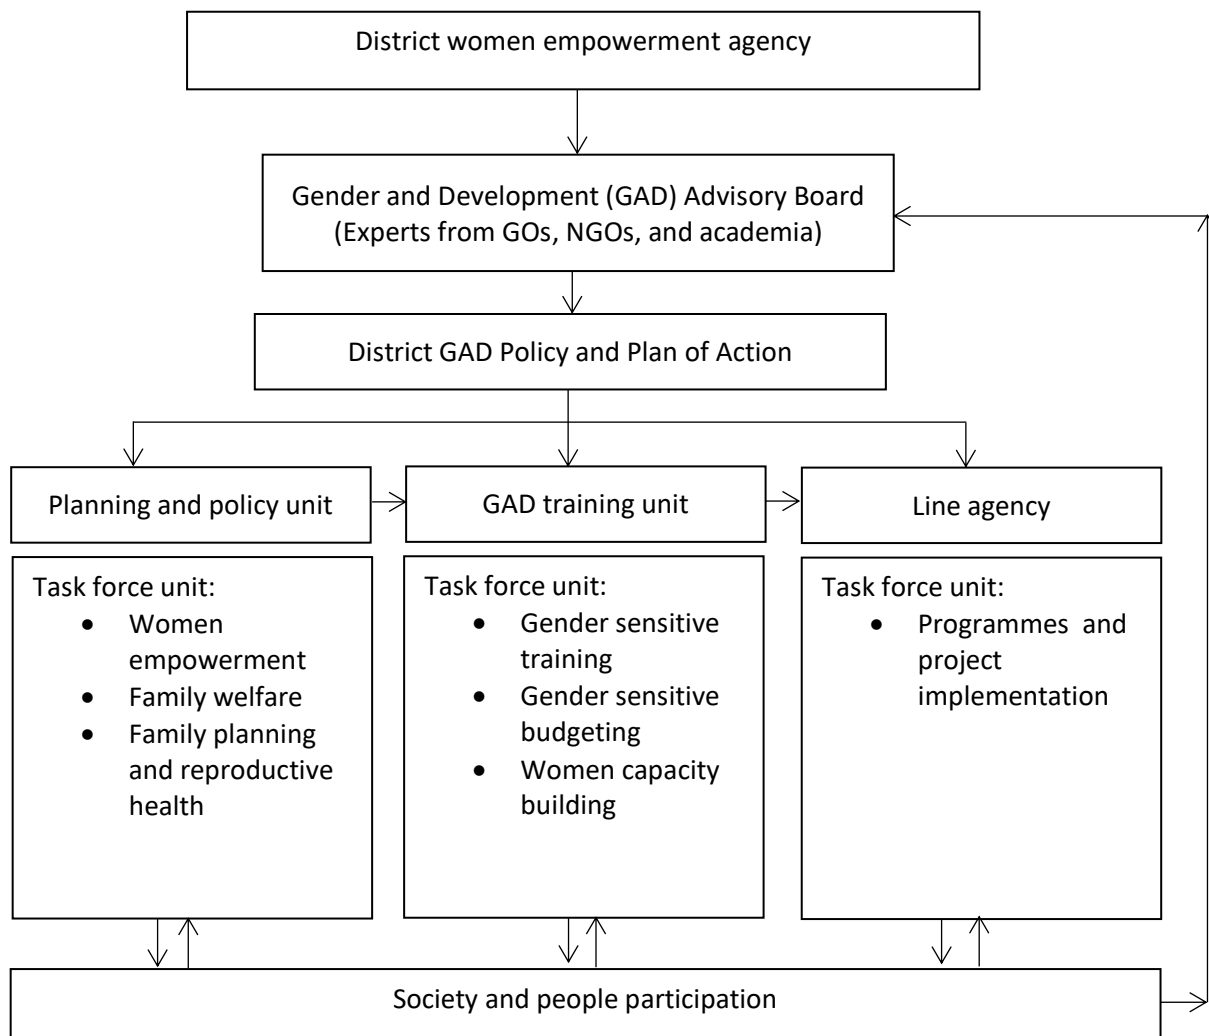 District women empowerment agency
Gender and Development (GAD) Advisory Board
(Experts from GOs, NGOs, and academia)
District GAD Policy and Plan of Action
Planning and policy unit
GAD training unit
Line agency
Task force unit:
• Women
empowerment
• Family welfare
• Family planning
and reproductive
health
Task force unit:
• Gender sensitive
training
• Gender sensitive
budgeting
• Women capacity
building
Task force unit:
• Programmes and
project
implementation
Society and people participation